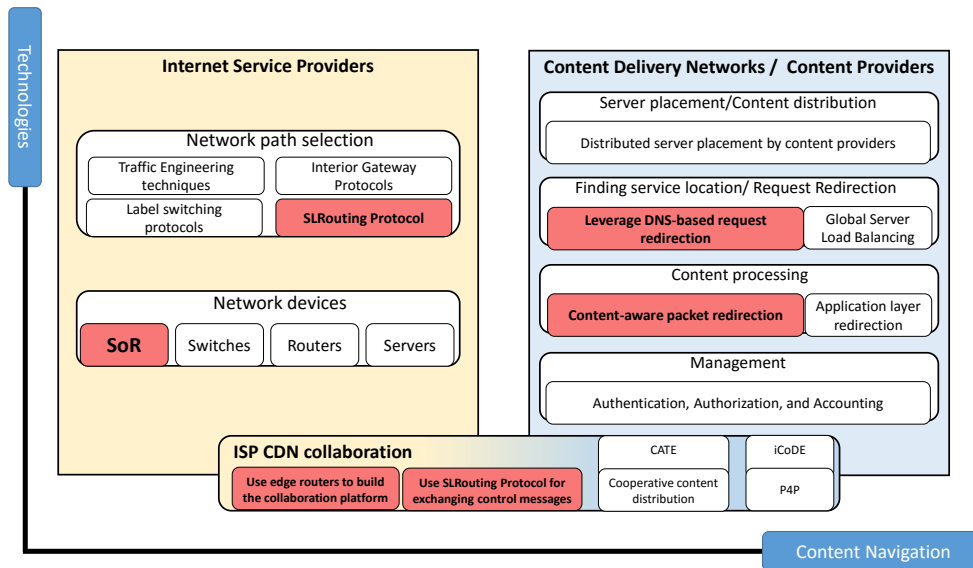 Technologies
Internet Service Providers
Network path selection
Traffic Engineering
techniques
Interior Gateway
Protocols
Label switching
protocols
SLRouting Protocol
Network devices
SoR
Switches
Routers
Servers
Content Delivery Networks / Content Providers
Server placement/Content distribution
Distributed server placement by content providers
Finding service location/ Request Redirection
Leverage DNS-based request
redirection
Global Server
Load Balancing
Content processing
Content-aware packet redirection
Application layer
redirection
Management
Authentication, Authorization, and Accounting
ISP CDN collaboration
Use edge routers to build
the collaboration platform
Use SLRouting Protocol for
exchanging control messages
CATE
Cooperative content
distribution
iCoDE
P4P
Content Navigation